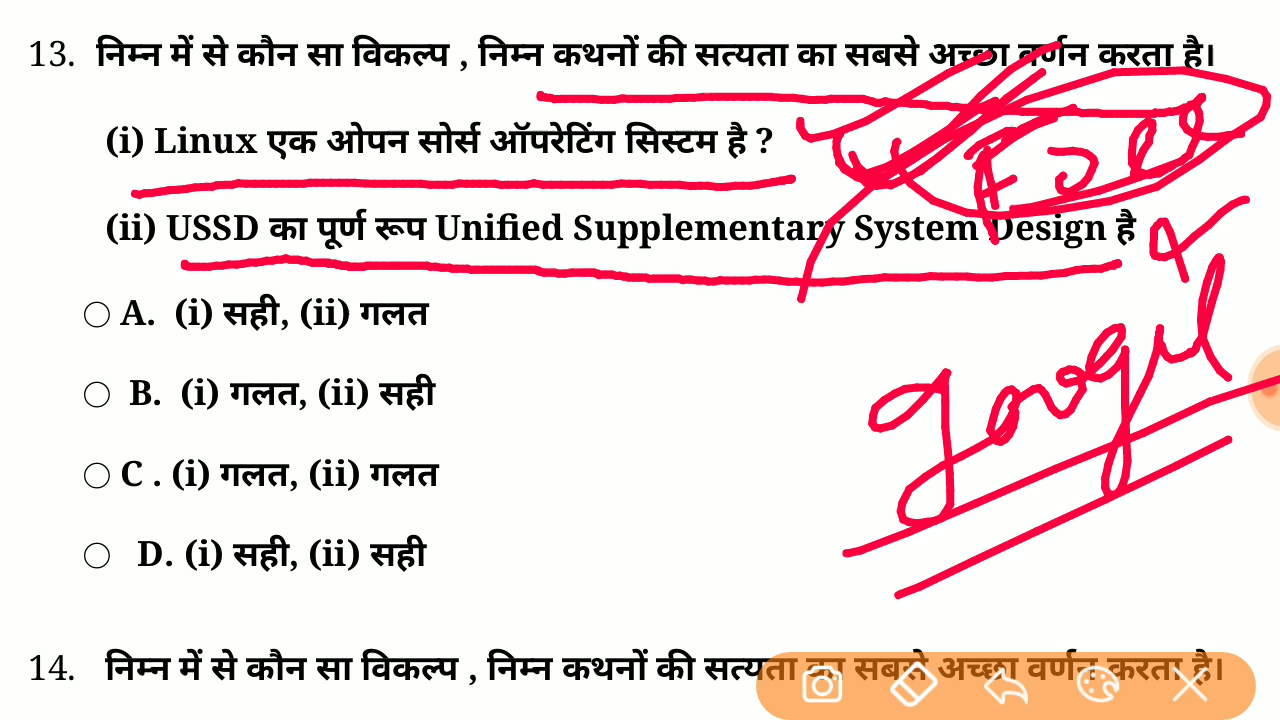 13. निम्न में से कौन सा विकल्प , निम्न कथनों की सत्यता का सबसे अच्छा वर्णन करता है।
(i) Linux एक ओपन सोर्स ऑपरेटिंग सिस्टम है ?
(ii) USSD का पूर्ण रूप Unified Supplementary System Design है
A. (i) सही, (ii) गलत
B. (i) गलत, (ii) सही
C . (i) गलत, (ii) गलत
D. (i) सही, (ii) सही
14. निम्न में से कौन सा विकल्प , निम्न कथनों की सत्यता का सबसे अच्छा वर्णन करता है।